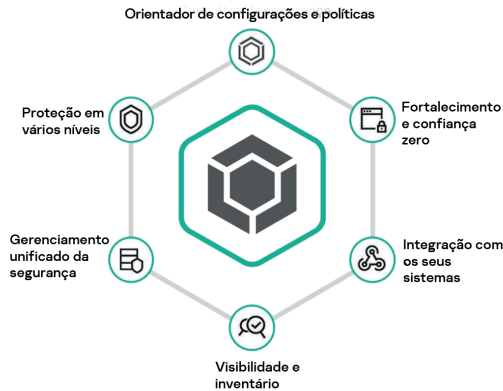 Orientador de configurações e políticas
Proteção em
vários níveis
Fortalecimento
e confiança
zero
Gerenciamento
unificado da
segurança
Integração com
os seus
sistemas
Visibilidade e
inventário